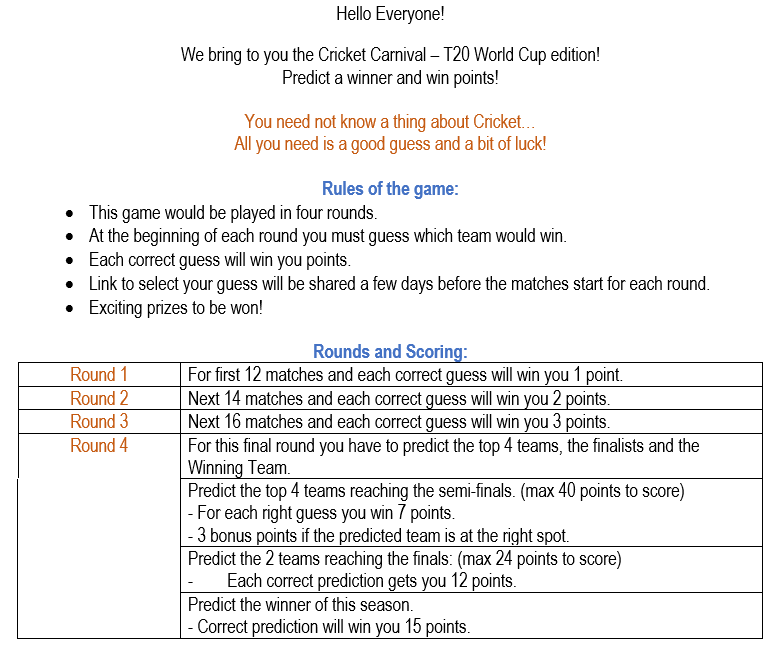 Hello Everyone!
We bring to you the Cricket Carnival – T20 World Cup edition!
Predict a winner and win points!
You need not know a thing about Cricket…
All you need is a good guess and a bit of luck!
Rules of the game:
• This game would be played in four rounds.
• At the beginning of each round you must guess which team would win.
• Each correct guess will win you points.
• Link to select your guess will be shared a few days before the matches start for each round.
• Exciting prizes to be won!
Rounds and Scoring:
Round 1 For first 12 matches and each correct guess will win you 1 point.
Round 2 Next 14 matches and each correct guess will win you 2 points.
Round 3 Next 16 matches and each correct guess will win you 3 points.
Round 4 For this final round you have to predict the top 4 teams, the finalists and the
Winning Team.
Predict the top 4 teams reaching the semi-finals. (max 40 points to score)
- For each right guess you win 7 points.
- 3 bonus points if the predicted team is at the right spot.
Predict the 2 teams reaching the finals: (max 24 points to score)
- Each correct prediction gets you 12 points.
Predict the winner of this season.
- Correct prediction will win you 15 points.